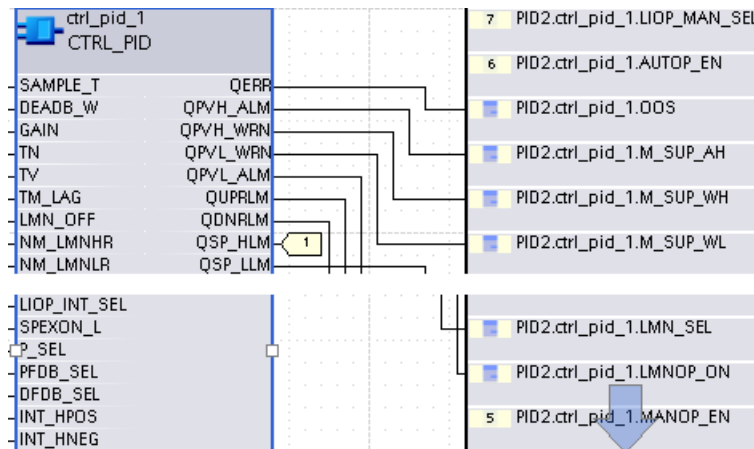 ctrl_pid_1
CTRL_PID
SAMPLE_T QERR
DEADB_W QPVH_ALM
GAIN QPVH_WRN
TN QPVL_WRN
TV QPVL_ALM
TM_LAG QUPRLM
LMN_OFF QDNRLM
NM_LMNHR QSP_HLM 1
NM_LMNLR QSP_LLM
LIOP_INT_SEL
SPEXON_L
P_SEL
PFDB_SEL
DFDB_SEL
INT_HPOS
INT_HNEG
7 PID2.ctrl_pid_1.LIOP_MAN_SEL
6 PID2.ctrl_pid_1.AUTOP_EN
PID2.ctrl_pid_1.OOS
PID2.ctrl_pid_1.M_SUP_AH
PID2.ctrl_pid_1.M_SUP_WH
PID2.ctrl_pid_1.M_SUP_WL
PID2.ctrl_pid_1.LMN_SEL
PID2.ctrl_pid_1.LMNOP_ON
5 PID2.ctrl_pid_1.MANOP_EN